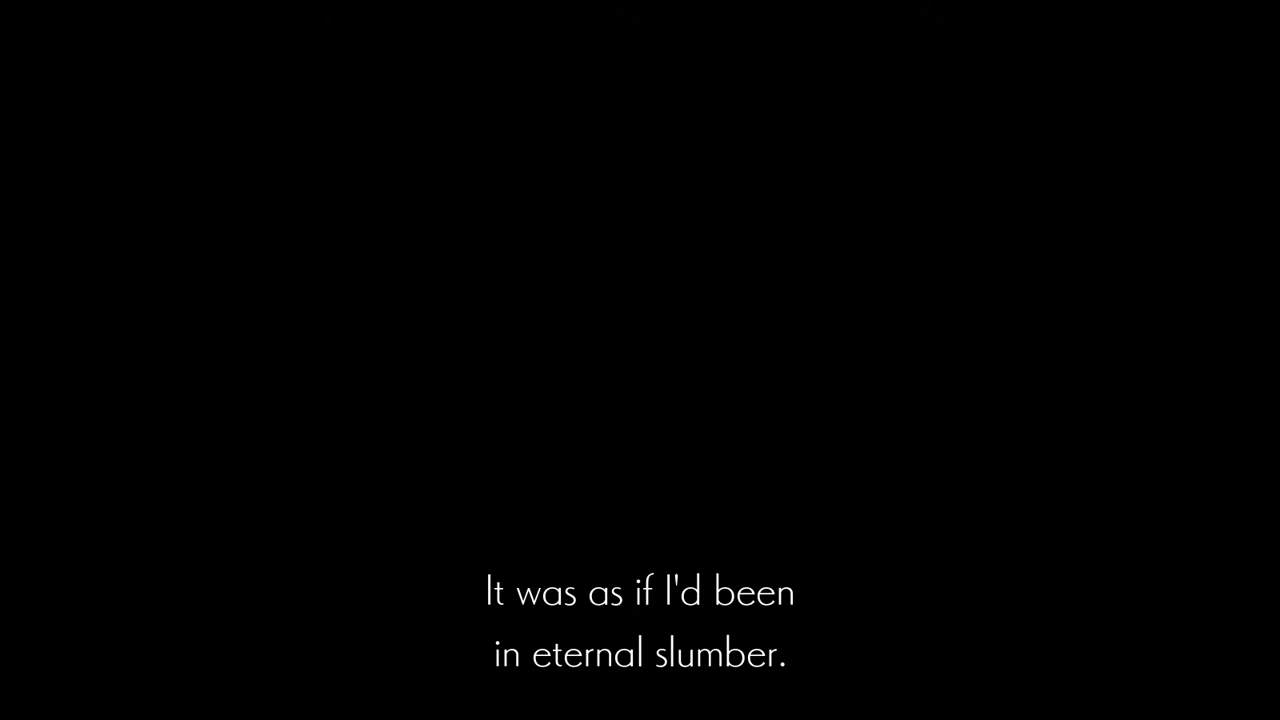 It was as if I'd been
in eternal slumber.